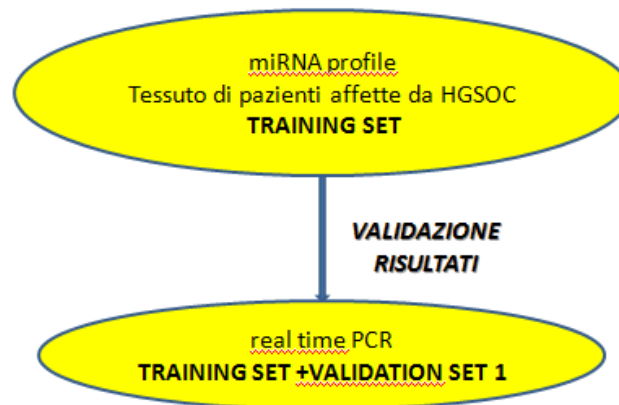 miRNA profile
Tessuto di pazienti affette da HGSOC
TRAINING SET
VALIDAZIONE
RISULTATI
real time PCR
TRAINING SET +VALIDATION SET 1